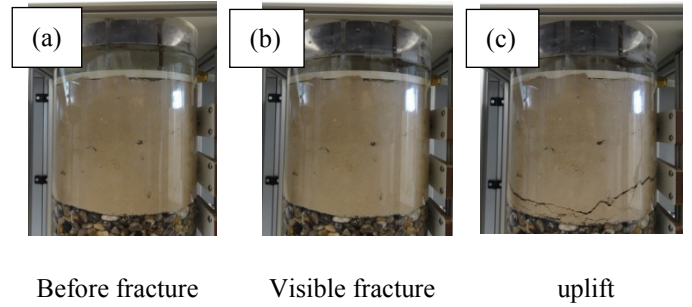 (a)
(b)
(c)
Before fracture
Visible fracture
uplift